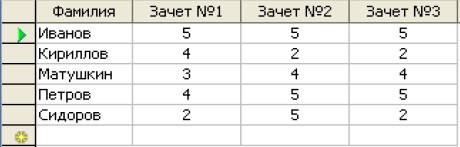 Фамилия Зачет №1 Зачет №2 Зачет №3
Иванов 5 5 5
Кириллов 4 2 2
Матушкин 3 4 4
Петров 4 5 5
Сидоров 2 5 2